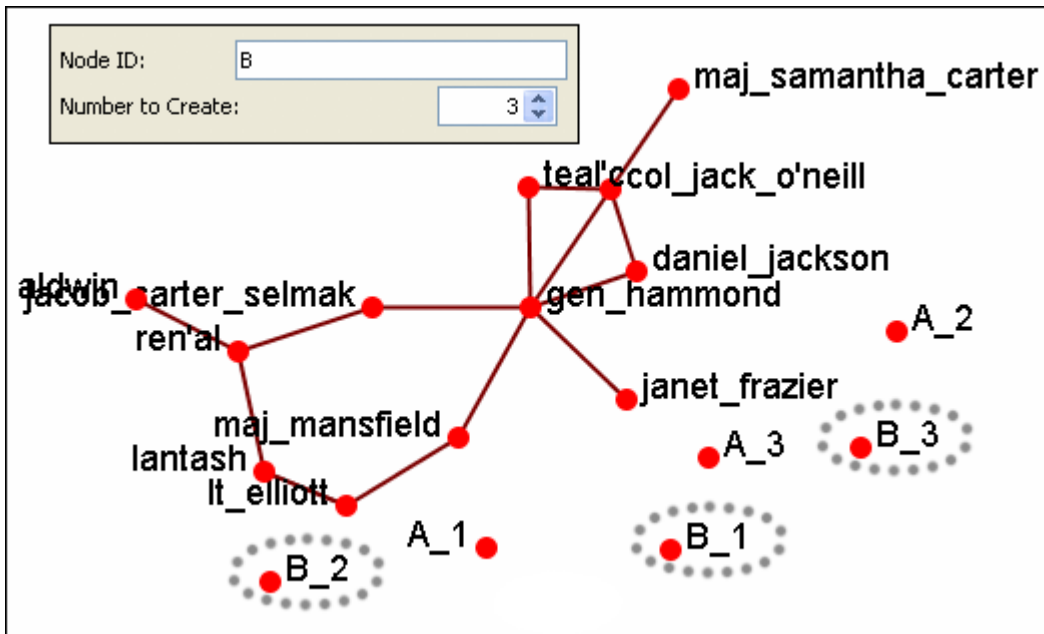 Node ID: B
Number to Create: 3
maj_samantha_carter
teal'c
col_jack_o'neill
daniel_jackson
aldwin
jacob_carter_selmak
gen_hammond
ren'al
A_2
janet_frazier
maj_mansfield
B_3
lantash
A_3
lt_elliott
A_1
B_1
B_2